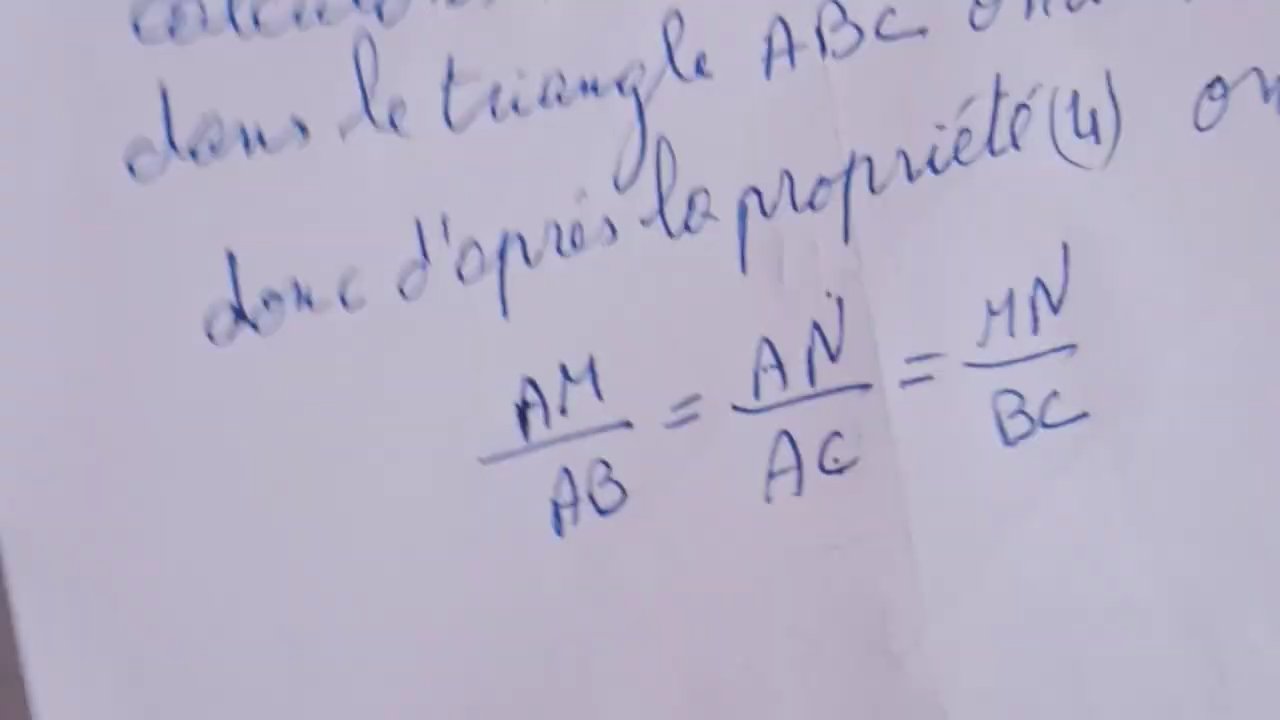 dans le triangle ABC on a
donc d'après la propriété (4) on
AM/AB = AN/AC = MN/BC